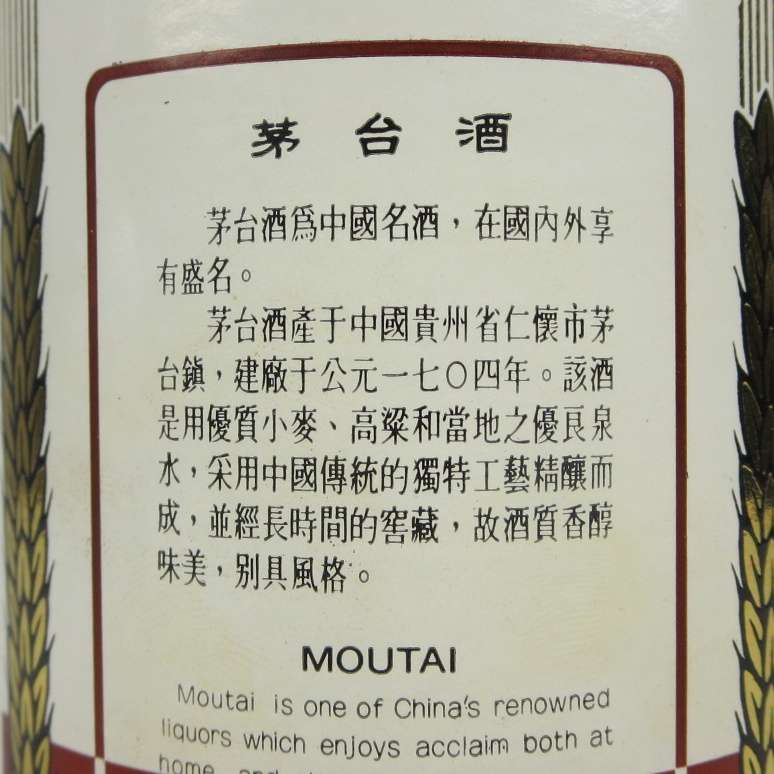 茅台酒
茅台酒爲中國名酒，在國內外享
有盛名。
茅台酒產于中國貴州省仁懷市茅
台鎮，建廠于公元一七〇四年。該酒
是用優質小麥、高粱和當地之優良泉
水，采用中國傳統的獨特工藝精釀而
成，並經長時間的窖藏，故酒質香醇
味美，别具風格。
MOUTAI
Moutai is one of China's renowned
liquors which enjoys acclaim both at
home and